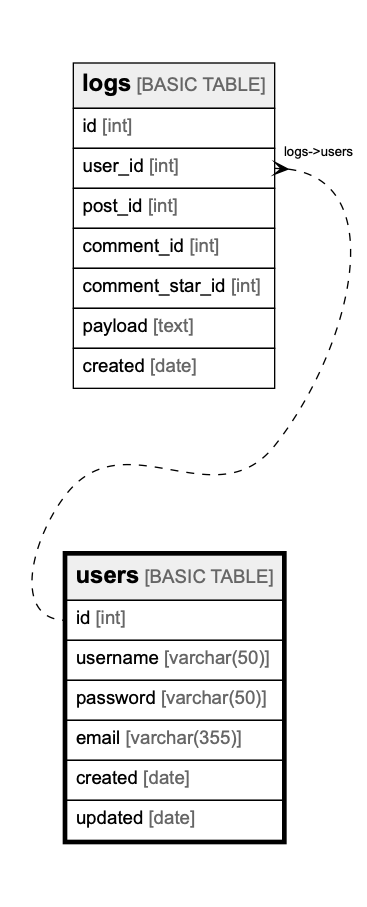 logs [BASIC TABLE]
id [int]
user_id [int]
logs->users
post_id [int]
comment_id [int]
comment_star_id [int]
payload [text]
created [date]
users [BASIC TABLE]
id [int]
username [varchar(50)]
password [varchar(50)]
email [varchar(355)]
created [date]
updated [date]